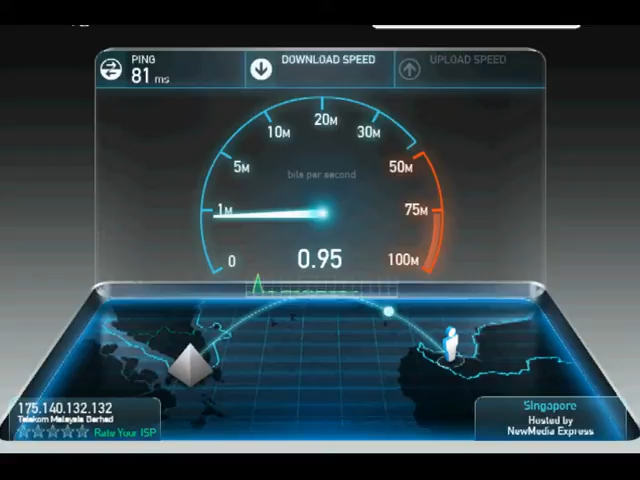 PING
81 ms
DOWNLOAD SPEED
UPLOAD SPEED
20M
10M
30M
5M
50M
bits per second
1M
75M
0
0.95
100M
175.140.132.132
Telekom Malaysia Berhad
Rate Your ISP
Singapore
Hosted by
NewMedia Express